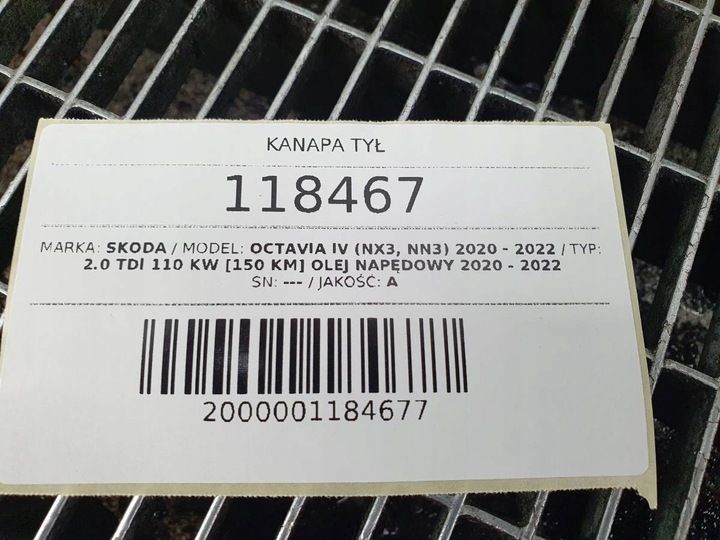 KANAPA TYŁ
118467
MARKA: SKODA / MODEL: OCTAVIA IV (NX3, NN3) 2020 - 2022 / TYP:
2.0 TDI 110 KW [150 KM] OLEJ NAPĘDOWY 2020 - 2022
SN: --- / JAKOŚĆ: A
2000001184677